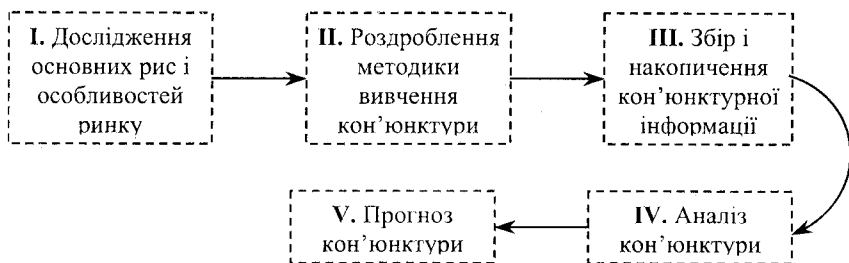 I. Дослідження
основних рис і
особливостей
ринку
II. Роздроблення
методики
вивчення
кон’юнктури
III. Збір і
накопичення
кон’юнктурної
інформації
V. Прогноз
кон’юнктури
IV. Аналіз
кон’юнктури